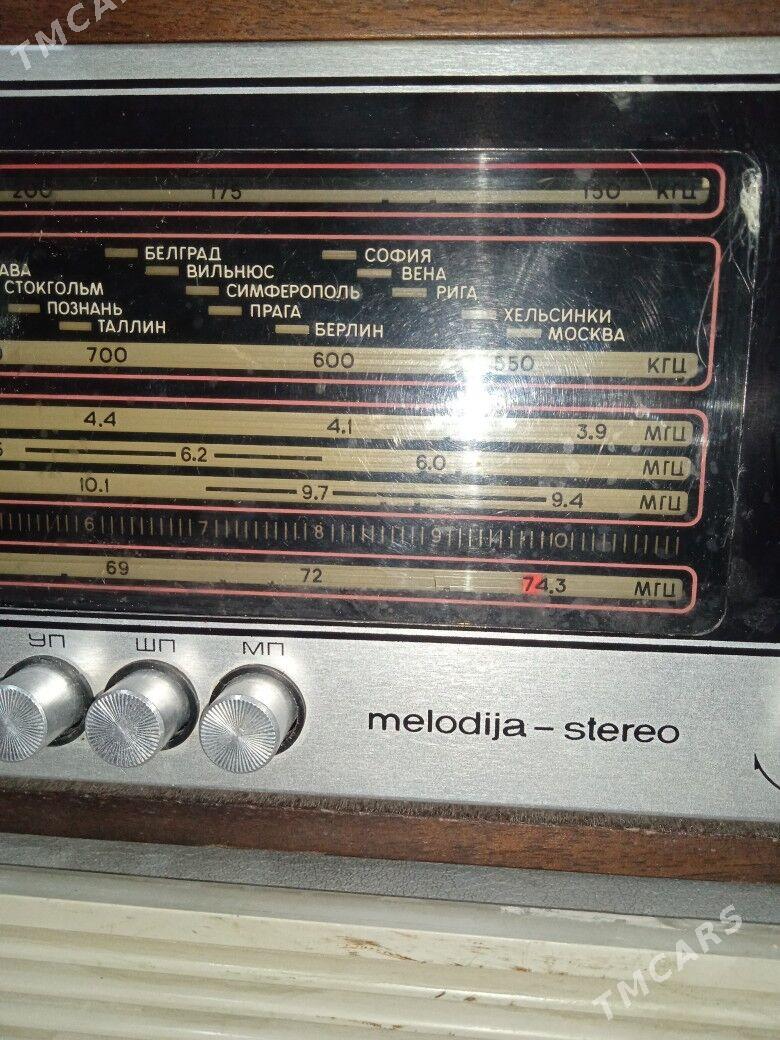 TMCARS
200 175 150 КГЦ
БЕЛГРАД СОФИЯ
АВА ВИЛЬНЮС ВЕНА
СТОКГОЛЬМ СИМФЕРОПОЛЬ РИГА
ПОЗНАНЬ ПРАГА ХЕЛЬСИНКИ
ТАЛЛИН БЕРЛИН МОСКВА
700 600 550 КГЦ
4.4 4.1 3.9 МГЦ
6.2 6.0 МГЦ
10.1 9.7 9.4 МГЦ
6 7 8 9 10
69 72 74.3 МГЦ
УП ШП МП
melodija – stereo
TMCARS